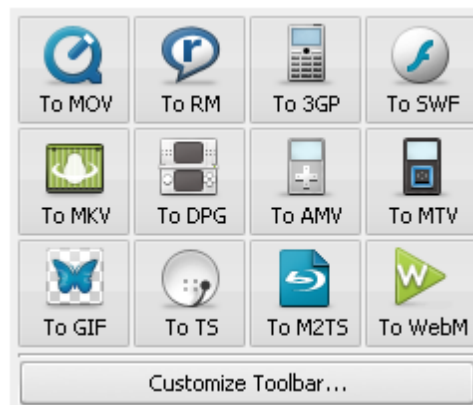 To MOV To RM To 3GP To SWF
To MKV To DPG To AMV To MTV
To GIF To TS To M2TS To WebM
Customize Toolbar...